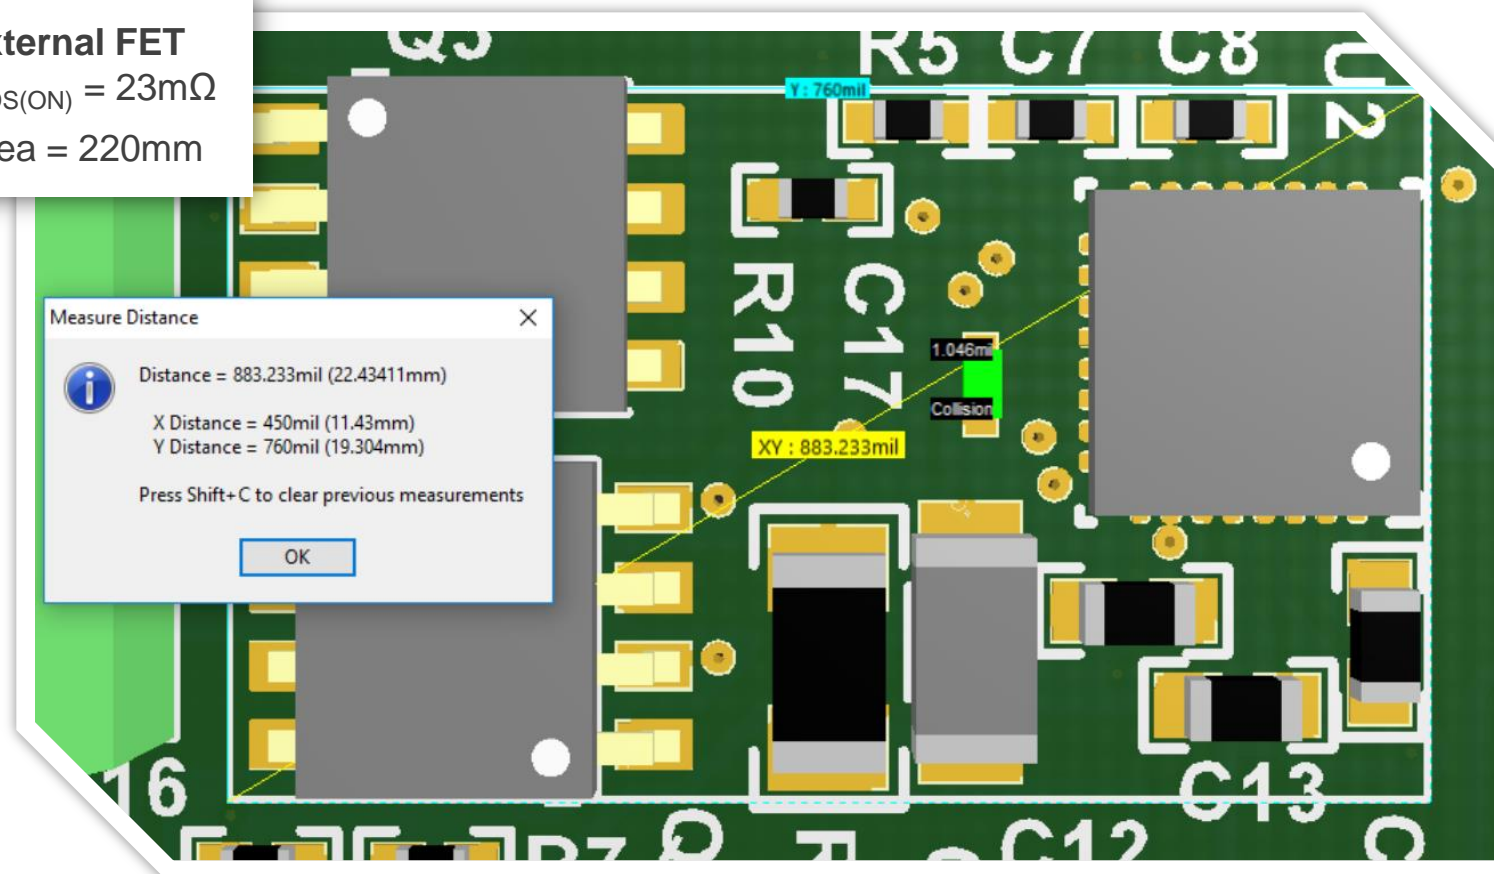 xternal FET
DS(ON) = 23mΩ
ea = 220mm
Q5
R5 C7 C8
U2
Y : 760mil
R10
C17
1.046mil
Collision
XY : 883.233mil
Measure Distance
Distance = 883.233mil (22.43411mm)
X Distance = 450mil (11.43mm)
Y Distance = 760mil (19.304mm)
Press Shift+C to clear previous measurements
OK
16
C13
R7
C12